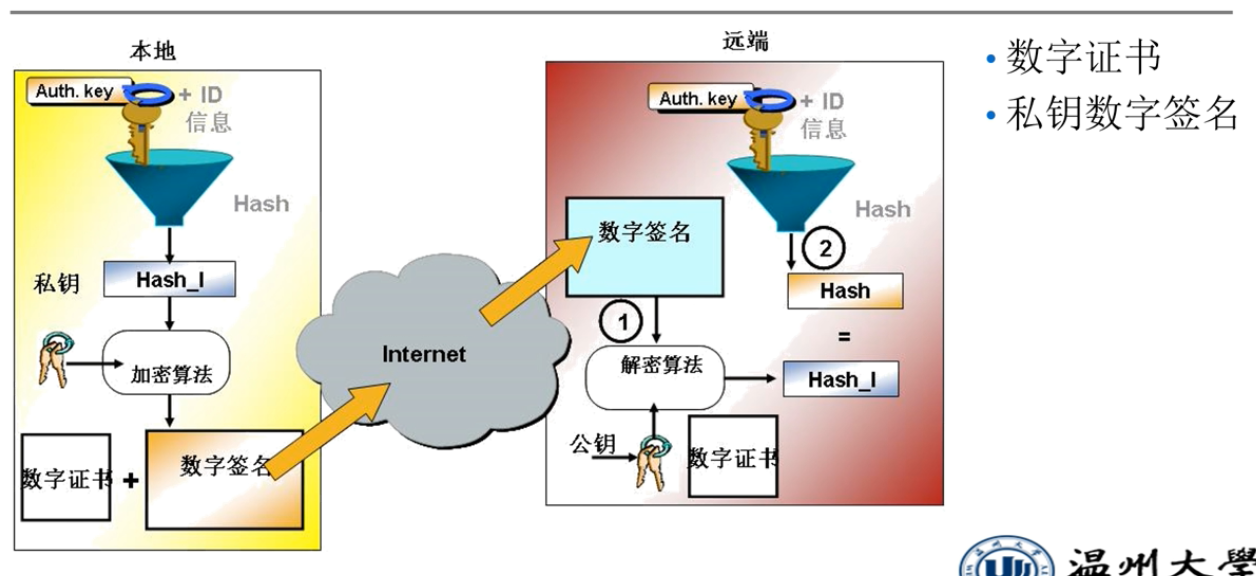 本地
Auth. key
+ ID
信息
Hash
私钥
Hash_I
加密算法
数字证书
+
数字签名
Internet
远端
Auth. key
+ ID
信息
Hash
数字签名
2
Hash
=
1
解密算法
Hash_I
公钥
数字证书
• 数字证书
• 私钥数字签名
温州大學